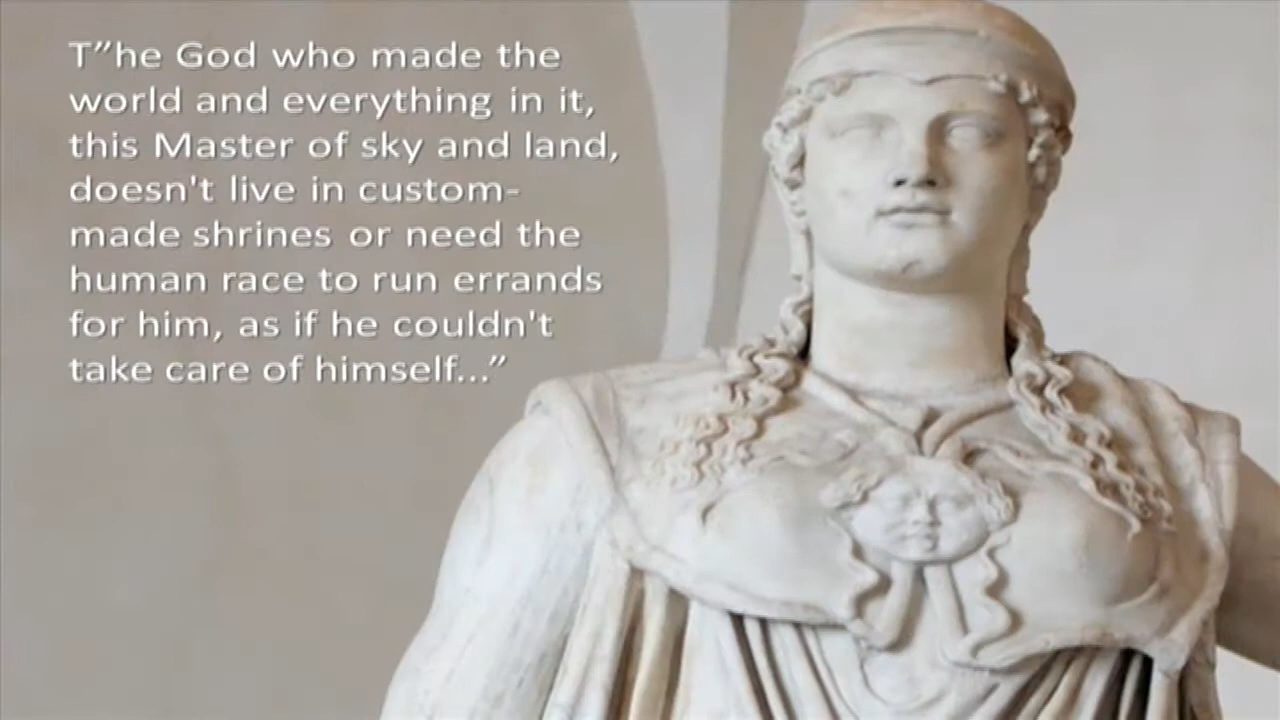 T”he God who made the
world and everything in it,
this Master of sky and land,
doesn't live in custom-
made shrines or need the
human race to run errands
for him, as if he couldn't
take care of himself...”